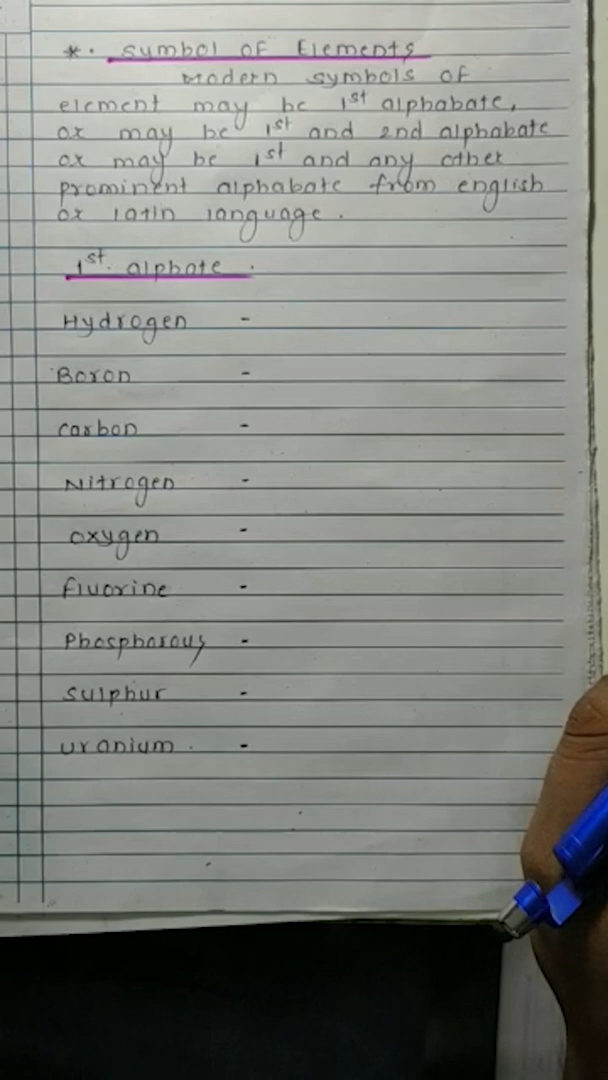 *. Symbol of Elements
Modern symbols of
element may be 1st alphabate,
or may be 1st and 2nd alphabate
or may be 1st and any other
prominent alphabate from english
or latin language.
1st. alphate.
Hydrogen -
Boron -
carbon -
Nitrogen -
oxygen -
fluorine -
Phosphorous -
sulphur -
uranium. -